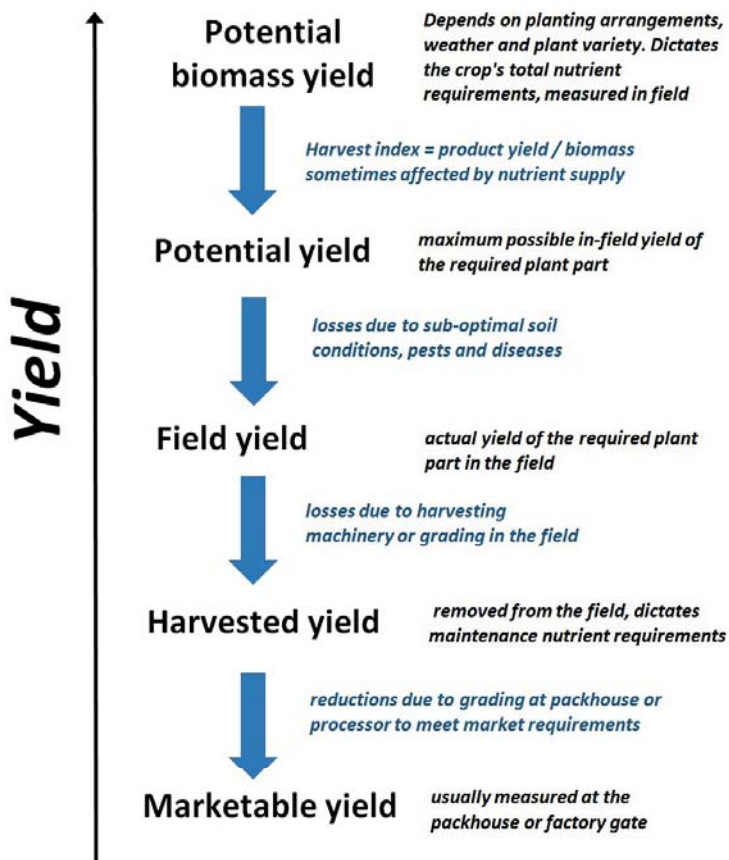 Yield
Potential
biomass yield
Depends on planting arrangements,
weather and plant variety. Dictates
the crop's total nutrient
requirements, measured in field
Harvest index = product yield / biomass
sometimes affected by nutrient supply
Potential yield
maximum possible in-field yield of
the required plant part
losses due to sub-optimal soil
conditions, pests and diseases
Field yield
actual yield of the required plant
part in the field
losses due to harvesting
machinery or grading in the field
Harvested yield
removed from the field, dictates
maintenance nutrient requirements
reductions due to grading at packhouse or
processor to meet market requirements
Marketable yield
usually measured at the
packhouse or factory gate